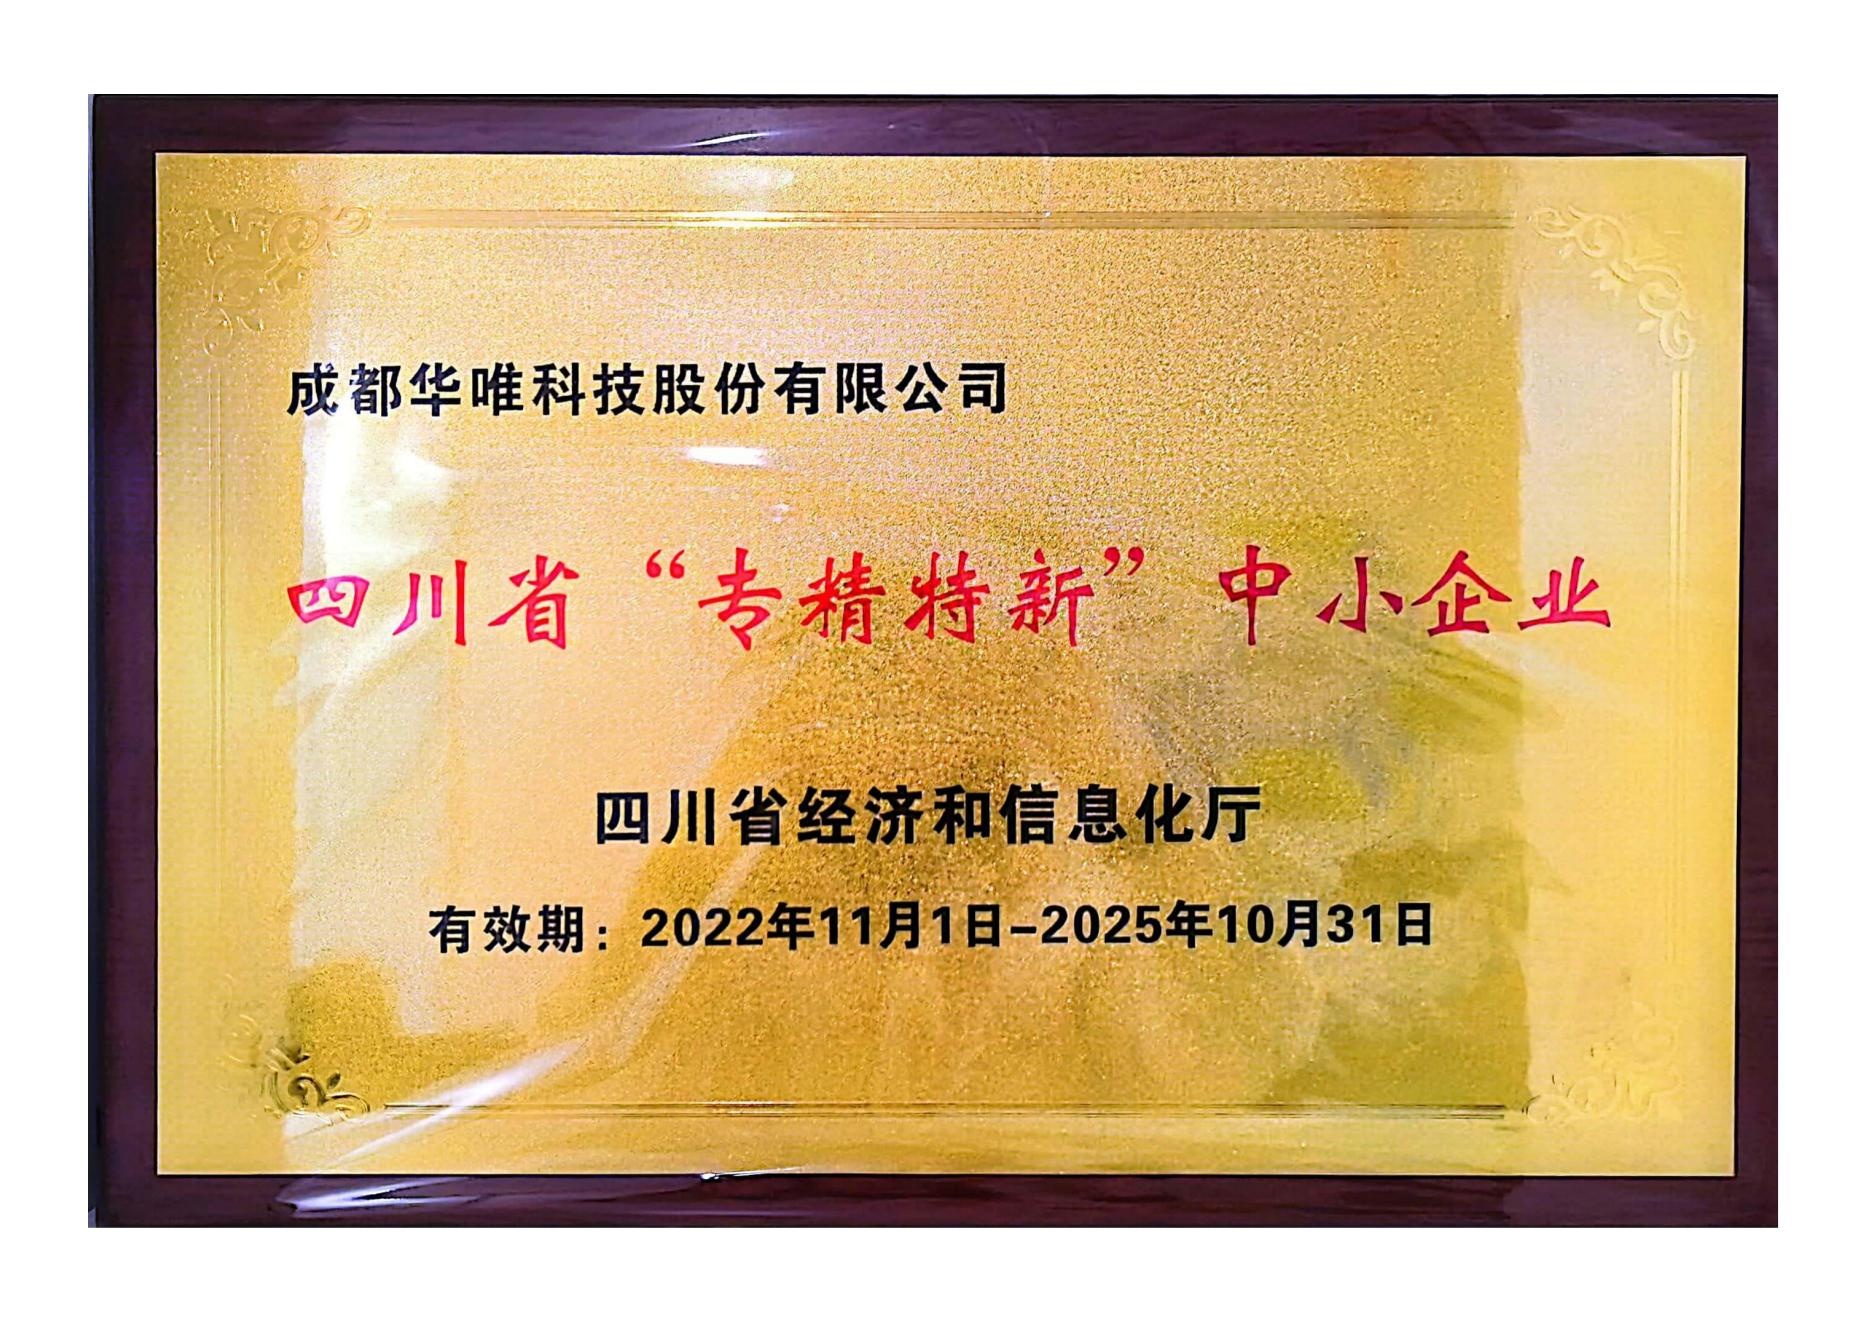 成都华唯科技股份有限公司
四川省“专精特新”中小企业
四川省经济和信息化厅
有效期：2022年11月1日-2025年10月31日